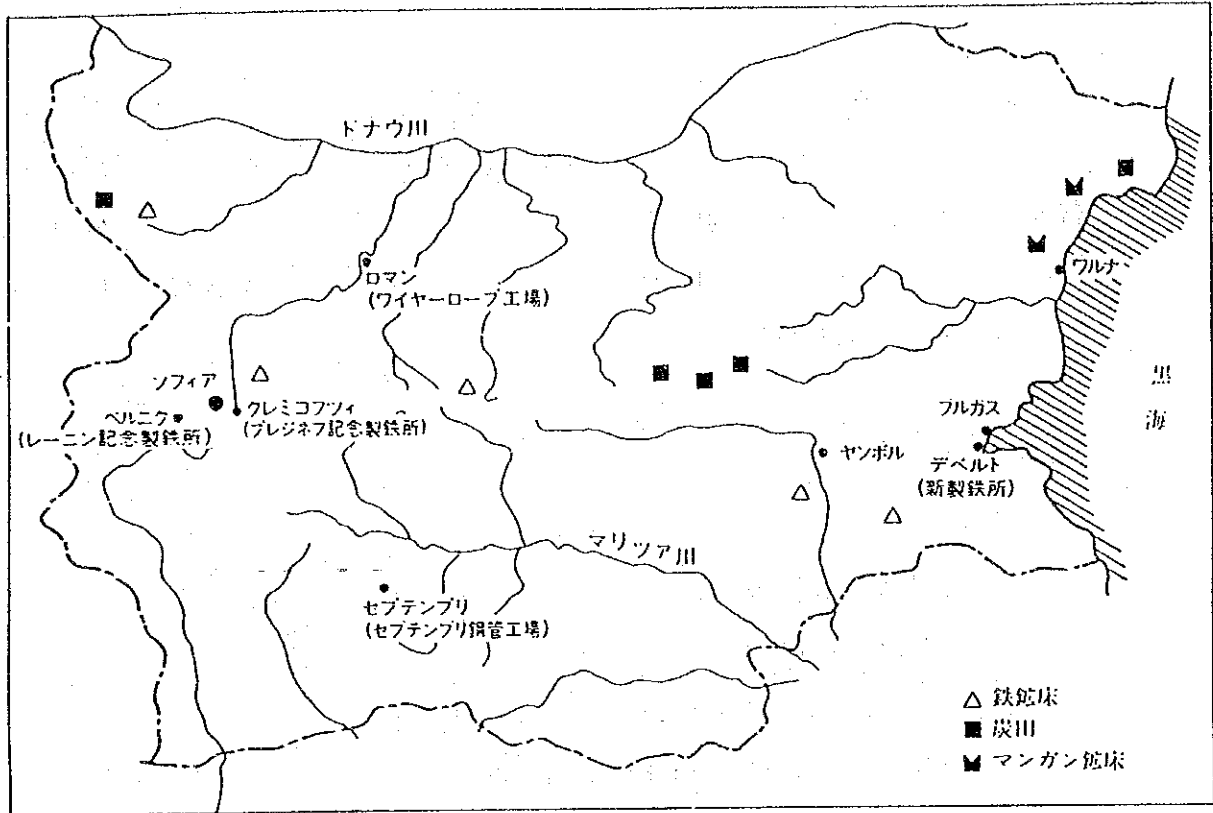 ドナウ川
ロマン
(ワイヤーロープ工場)
ワルナ
ソフィア
ペルニク
(レーニン記念製鉄所)
クレミコフツィ
(ブレジネフ記念製鉄所)
黒海
ブルガス
デベルト
(新製鉄所)
ヤンボル
マリツア川
セプテンブリ
(セプテンブリ鋼管工場)
鉄鉱床
炭田
マンガン鉱床